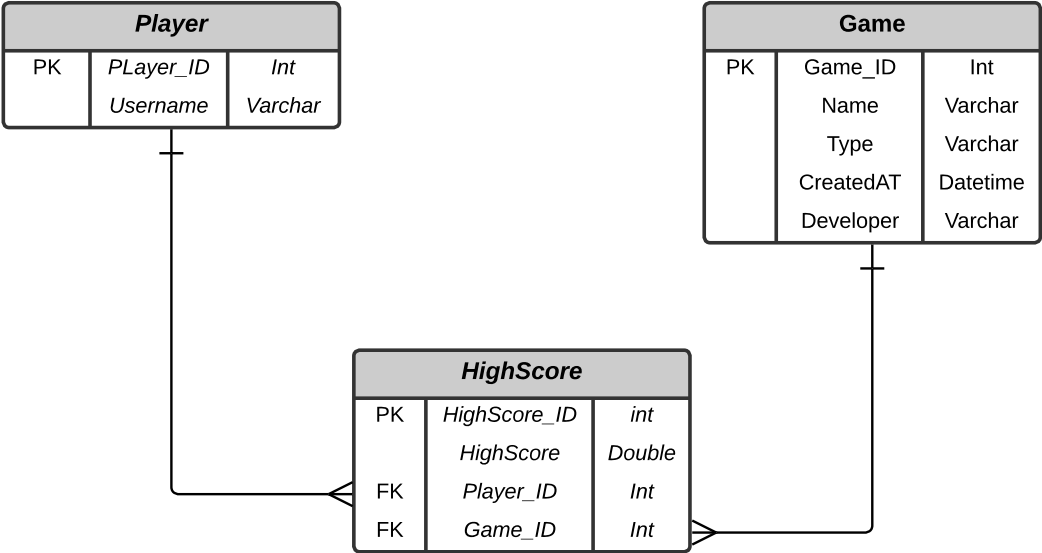 Player
PK PLayer_ID Int
Username Varchar
Game
PK Game_ID Int
Name Varchar
Type Varchar
CreatedAT Datetime
Developer Varchar
HighScore
PK HighScore_ID int
HighScore Double
FK Player_ID Int
FK Game_ID Int